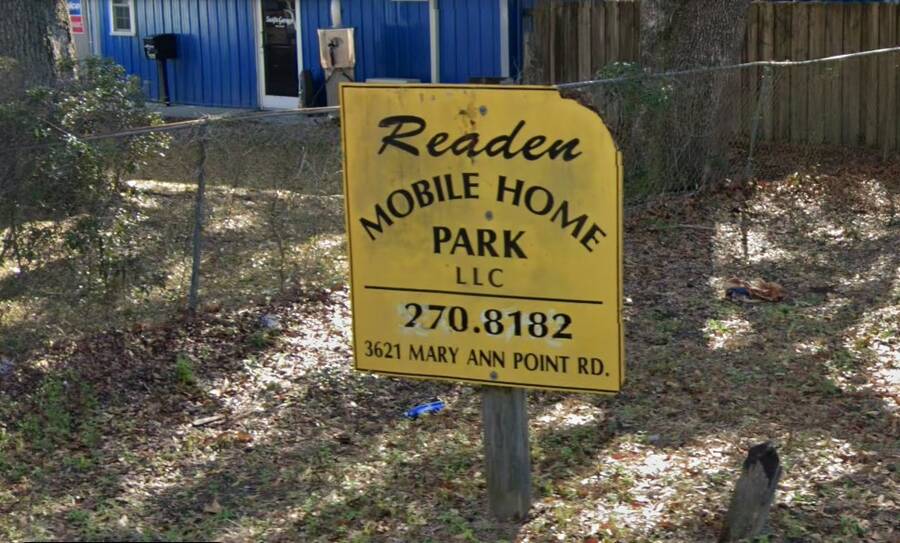 Readen
MOBILE HOME
PARK
LLC
270.8182
3621 MARY ANN POINT RD.